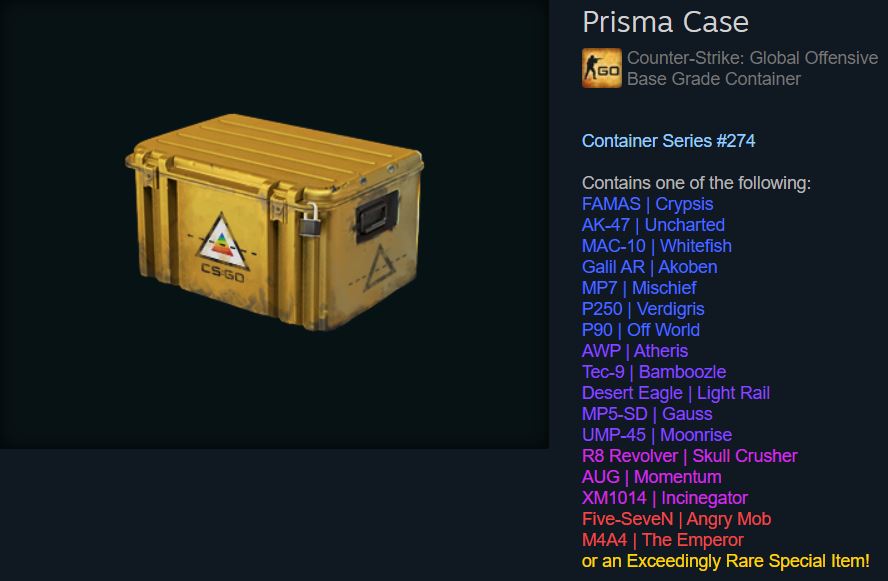 Prisma Case
GO
Counter-Strike: Global Offensive
Base Grade Container
Container Series #274
Contains one of the following:
FAMAS | Crypsis
AK-47 | Uncharted
MAC-10 | Whitefish
Galil AR | Akoben
MP7 | Mischief
P250 | Verdigris
P90 | Off World
AWP | Atheris
Tec-9 | Bamboozle
Desert Eagle | Light Rail
MP5-SD | Gauss
UMP-45 | Moonrise
R8 Revolver | Skull Crusher
AUG | Momentum
XM1014 | Incinegator
Five-SeveN | Angry Mob
M4A4 | The Emperor
or an Exceedingly Rare Special Item!
CS:GO